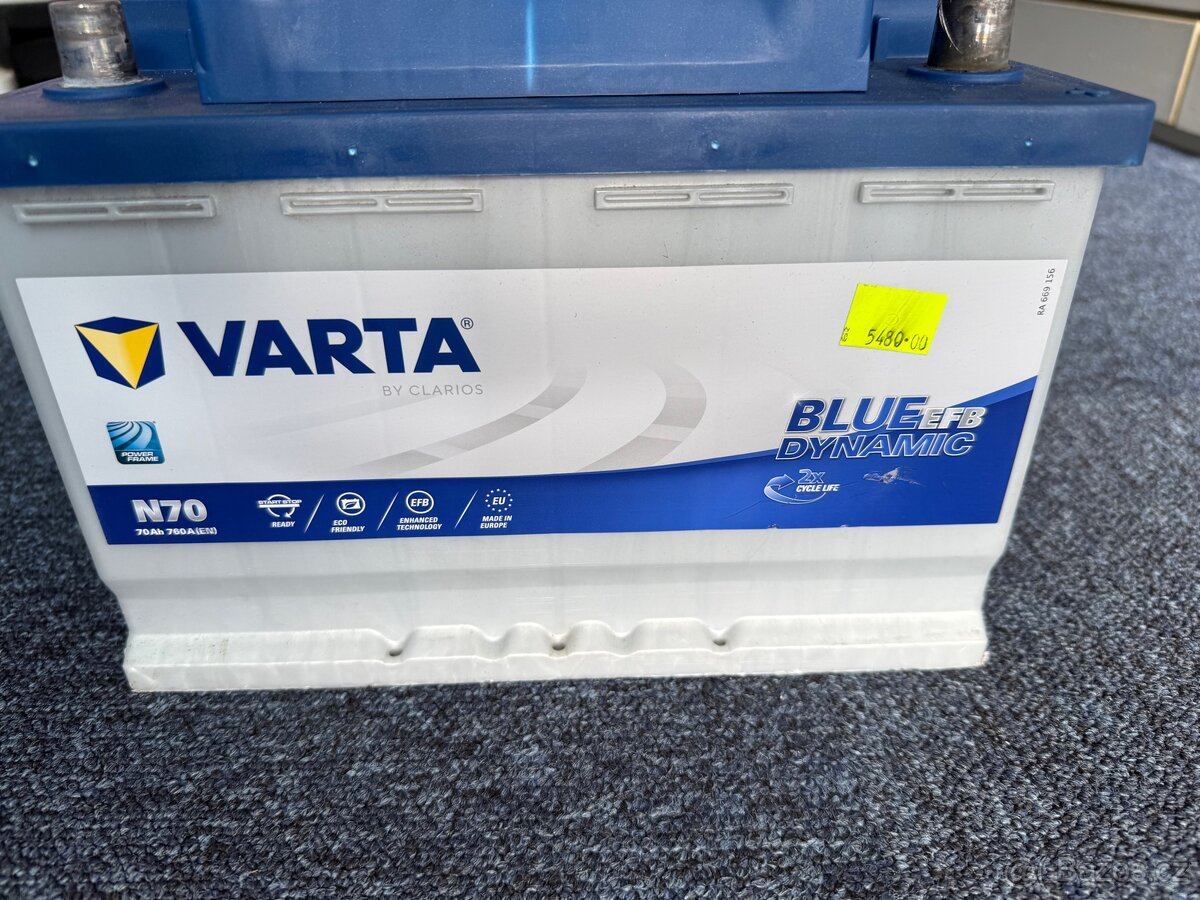 VARTA®
BY CLARIOS
RA 669 156
5480.00
POWER
FRAME
BLUE EFB
DYNAMIC
2x
CYCLE LIFE
N70
70Ah 760A(EN)
START STOP
READY
ECO
FRIENDLY
EFB
ENHANCED
TECHNOLOGY
EU
MADE IN
EUROPE